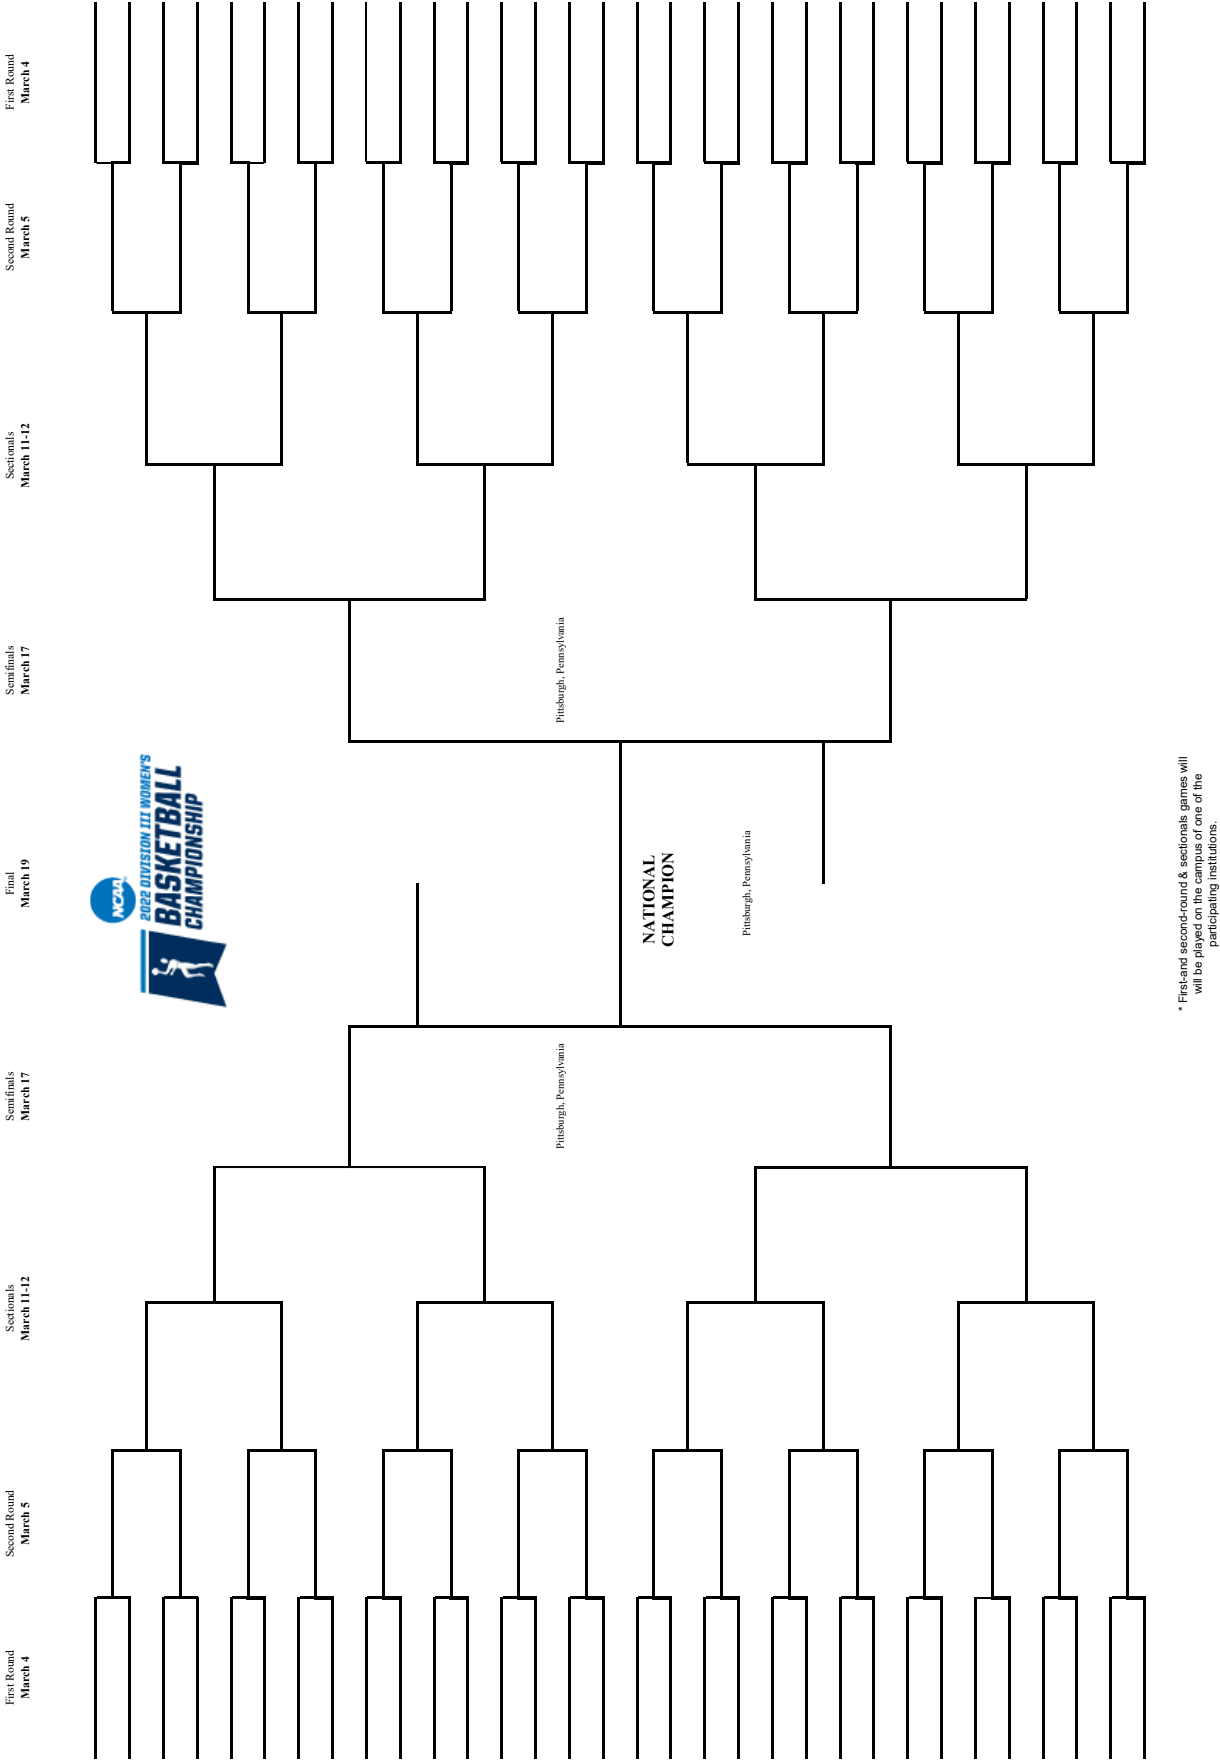 First Round
March 4
Second Round
March 5
Sectionals
March 11-12
Semifinals
March 17
Final
March 19
Semifinals
March 17
Sectionals
March 11-12
Second Round
March 5
First Round
March 4
NCAA
2022 DIVISION III WOMEN'S
BASKETBALL
CHAMPIONSHIP
Pittsburgh, Pennsylvania
Pittsburgh, Pennsylvania
NATIONAL
CHAMPION
Pittsburgh, Pennsylvania
* First-and second-round & sectionals games will
will be played on the campus of one of the
participating institutions.